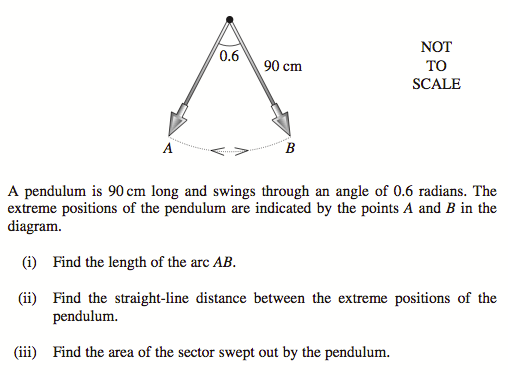 0.6
90 cm
NOT
TO
SCALE
A
B
A pendulum is 90 cm long and swings through an angle of 0.6 radians. The
extreme positions of the pendulum are indicated by the points A and B in the
diagram.
(i) Find the length of the arc AB.
(ii) Find the straight-line distance between the extreme positions of the
pendulum.
(iii) Find the area of the sector swept out by the pendulum.